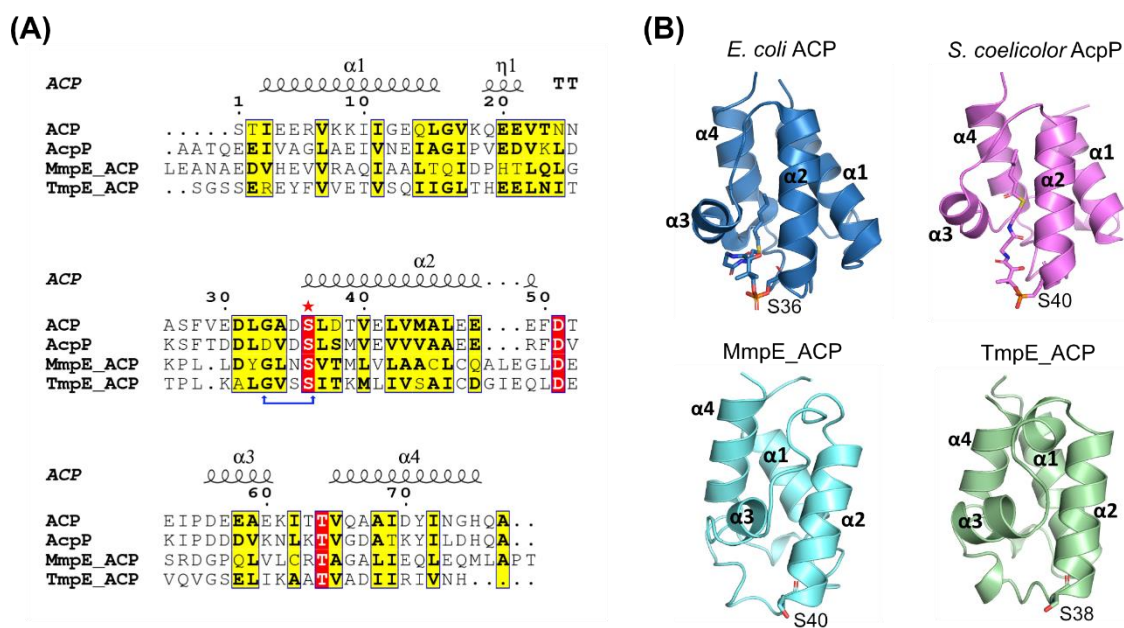 (A)
ACP α1 η1 TT
1 10 20
ACP .....STIEERVKKIIGEQLGVKQEEVTNN
AcpP .AATQEEIVAGLAEIVNEIAGIPVEDVKLD
MmpE_ACP LEANAEDVHEVVRAQIAALTQIDPHTLQLG
TmpE_ACP ..SGSSEREYFVVETVSQIIGLTHEELNIT
ACP α2
30 ★ 40 50
ACP ASFVEDLGADSLDTVELVMALEE...EFDT
AcpP KSFTDDLDVDSLSMVEVVVAAEE...RFDV
MmpE_ACP KPL.LDYGLNSVTMLVLAACLCQALEGLDE
TmpE_ACP TPL.KALGVSSITKMLIVSAICDGIEQLDE
ACP α3 α4
60 70
ACP EIPDEEAEKITTVQAAIDYINGHQA..
AcpP KIPDDDVKNLKTVGDATKYILDHQA..
MmpE_ACP SRDGPQLVLCRTAGALIEQLEQMLAPT
TmpE_ACP VQVGSELIKAATVADIIRIVNH.....
(B)
E. coli ACP
α4
α2
α1
α3
S36
S. coelicolor AcpP
α4
α1
α2
α3
S40
MmpE_ACP
α4
α1
α3
α2
S40
TmpE_ACP
α4
α1
α3
α2
S38